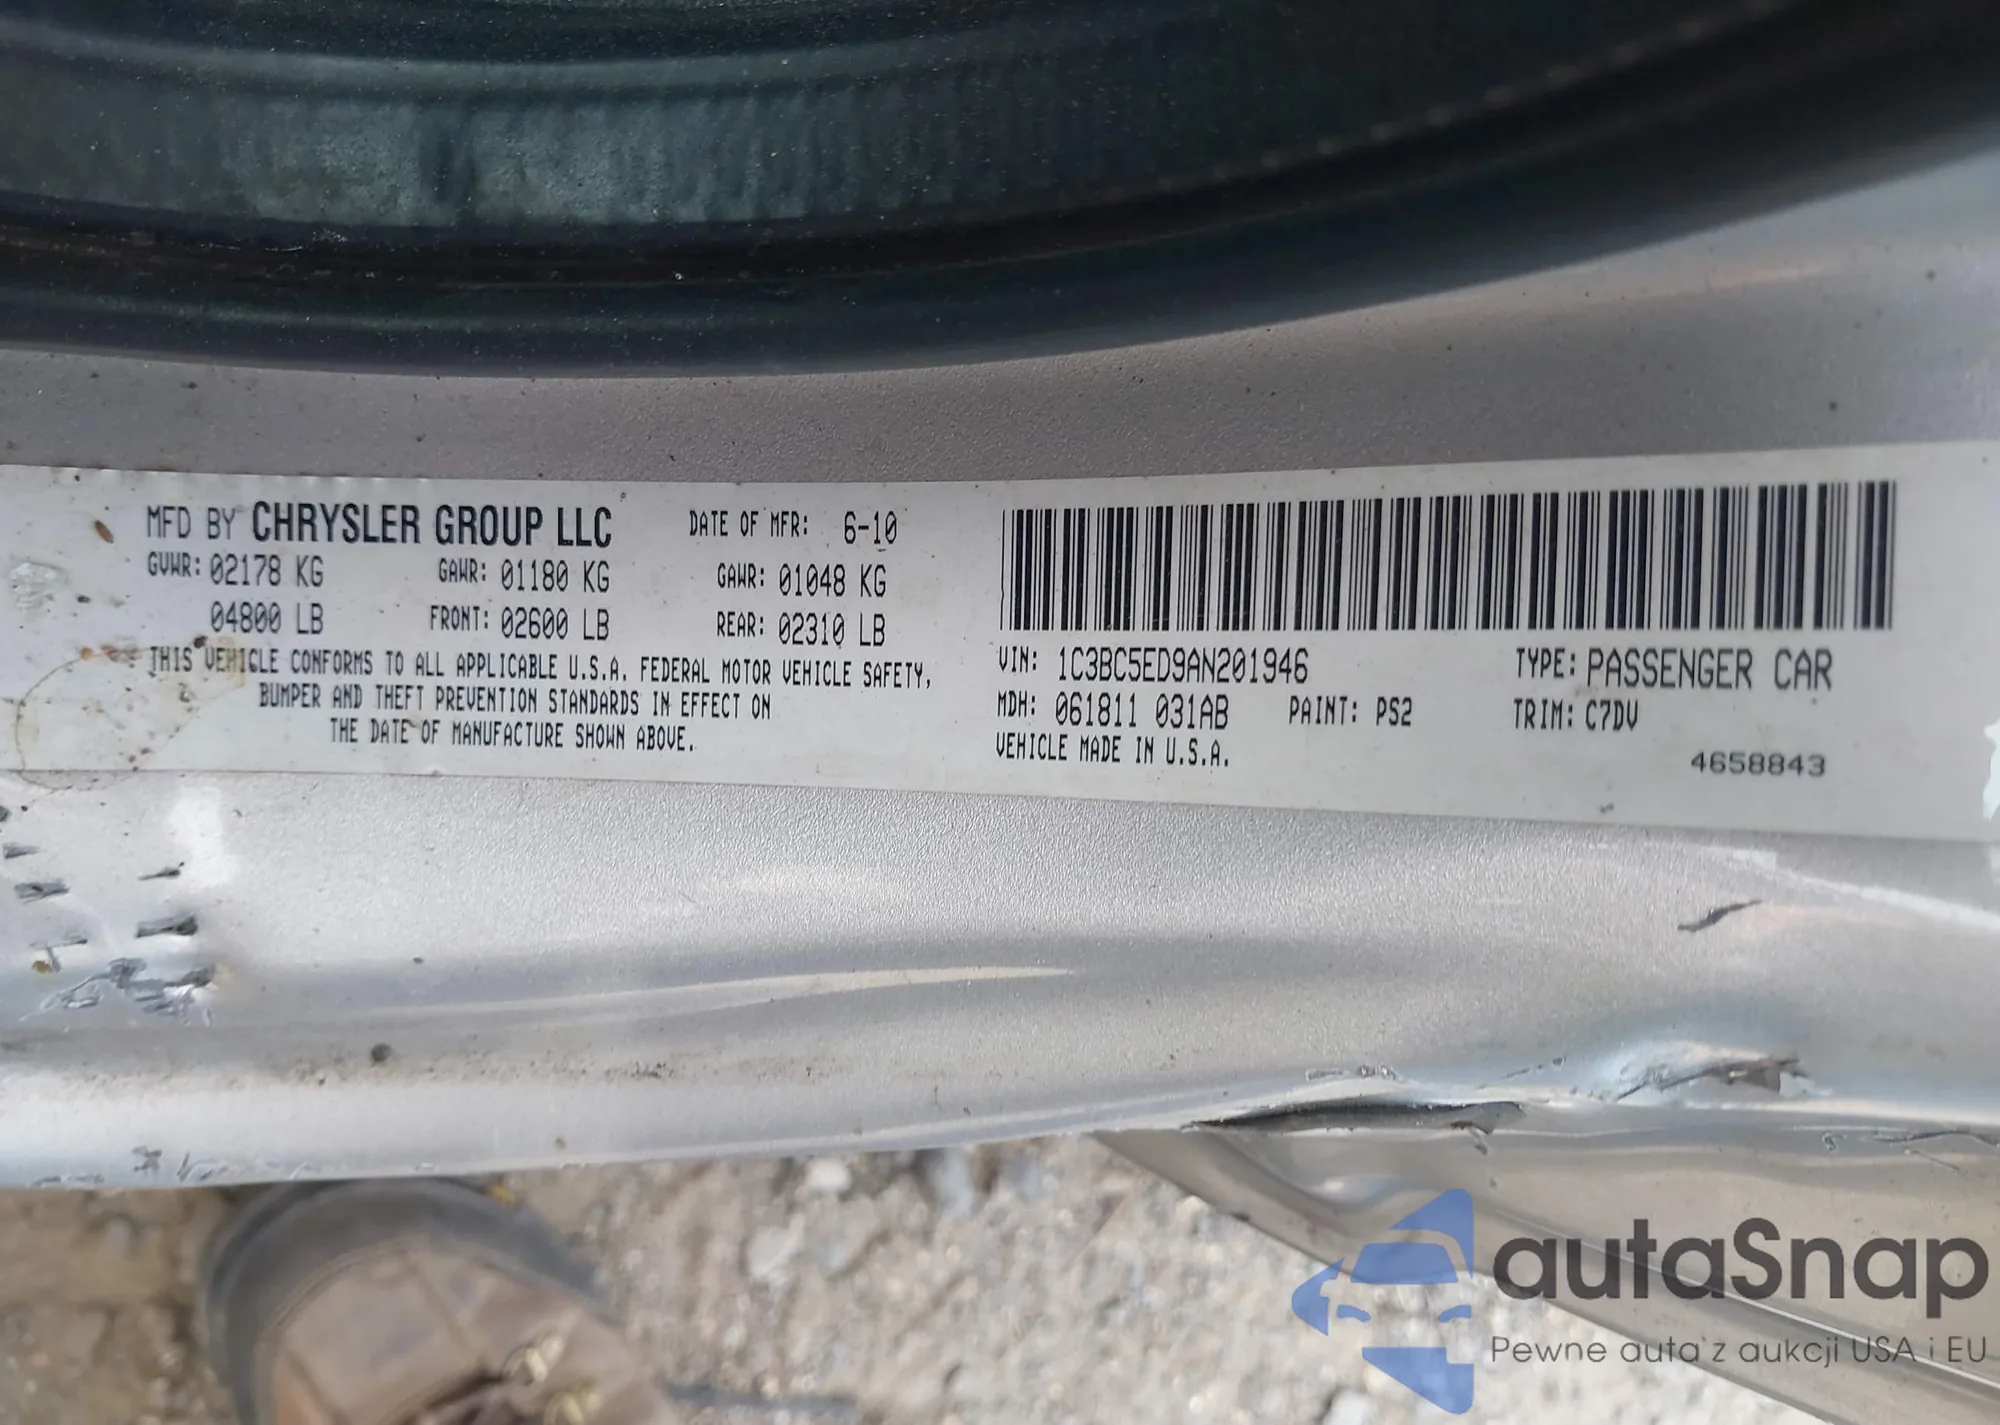 MFD BY CHRYSLER GROUP LLC DATE OF MFR: 6-10
GVWR: 02178 KG GAWR: 01180 KG GAWR: 01048 KG
04800 LB FRONT: 02600 LB REAR: 02310 LB
THIS VEHICLE CONFORMS TO ALL APPLICABLE U.S.A. FEDERAL MOTOR VEHICLE SAFETY,
BUMPER AND THEFT PREVENTION STANDARDS IN EFFECT ON
THE DATE OF MANUFACTURE SHOWN ABOVE.
VIN: 1C3BC5ED9AN201946 TYPE: PASSENGER CAR
MDH: 061811 031AB PAINT: PS2 TRIM: C7DV
VEHICLE MADE IN U.S.A.
4658843
autaSnap
Pewne auta z aukcji USA i EU